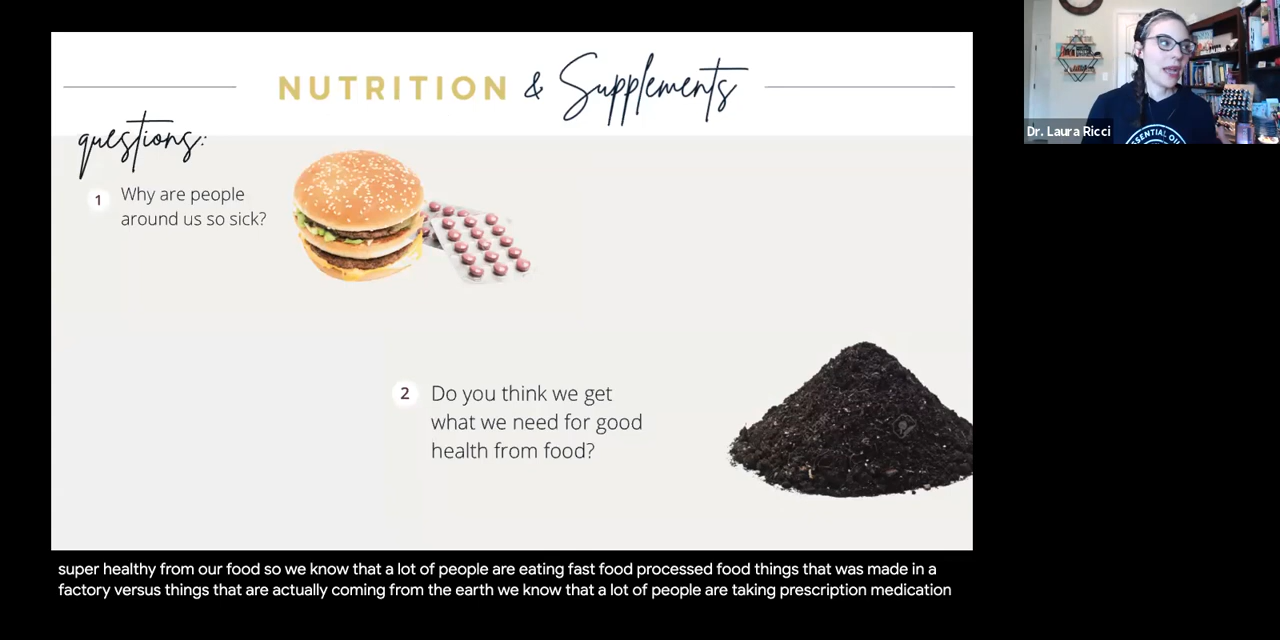 NUTRITION & Supplements
questions:
1 Why are people
around us so sick?
2 Do you think we get
what we need for good
health from food?
Dr. Laura Ricci
super healthy from our food so we know that a lot of people are eating fast food processed food things that was made in a
factory versus things that are actually coming from the earth we know that a lot of people are taking prescription medication